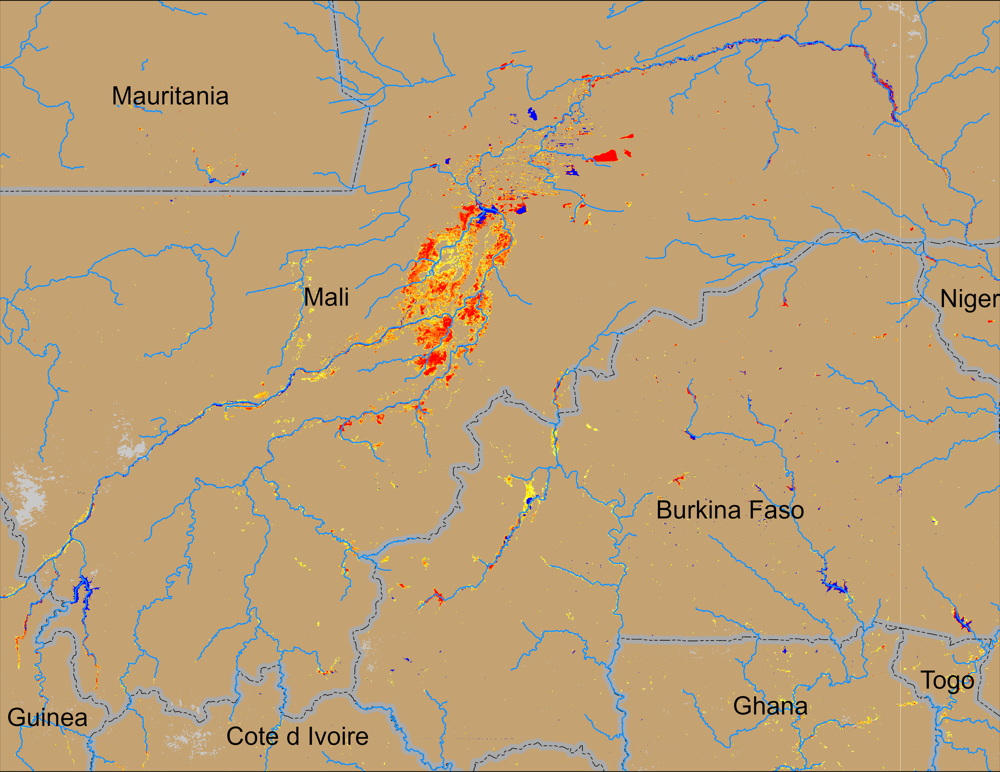 Mauritania
Mali
Niger
Burkina Faso
Togo
Ghana
Guinea
Cote d Ivoire